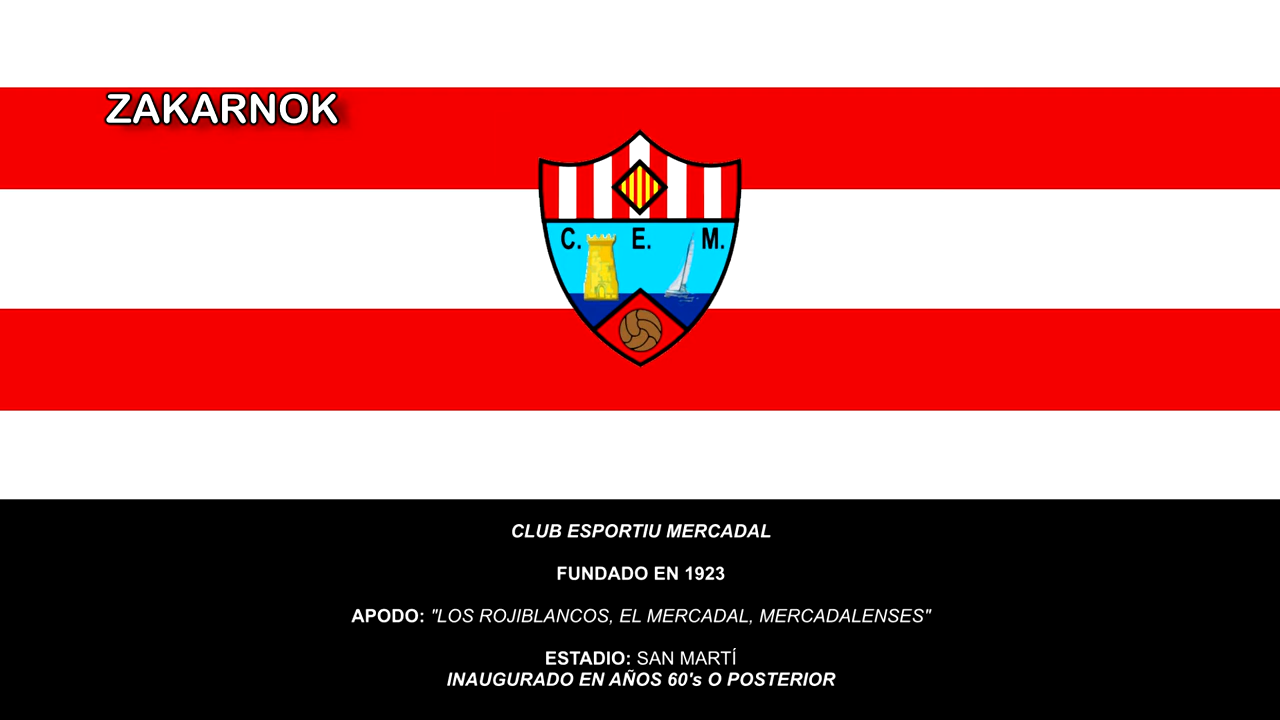 ZAKARNOK
C. E. M.
CLUB ESPORTIU MERCADAL
FUNDADO EN 1923
APODO: "LOS ROJIBLANCOS, EL MERCADAL, MERCADALENSES"
ESTADIO: SAN MARTÍ
INAUGURADO EN AÑOS 60's O POSTERIOR